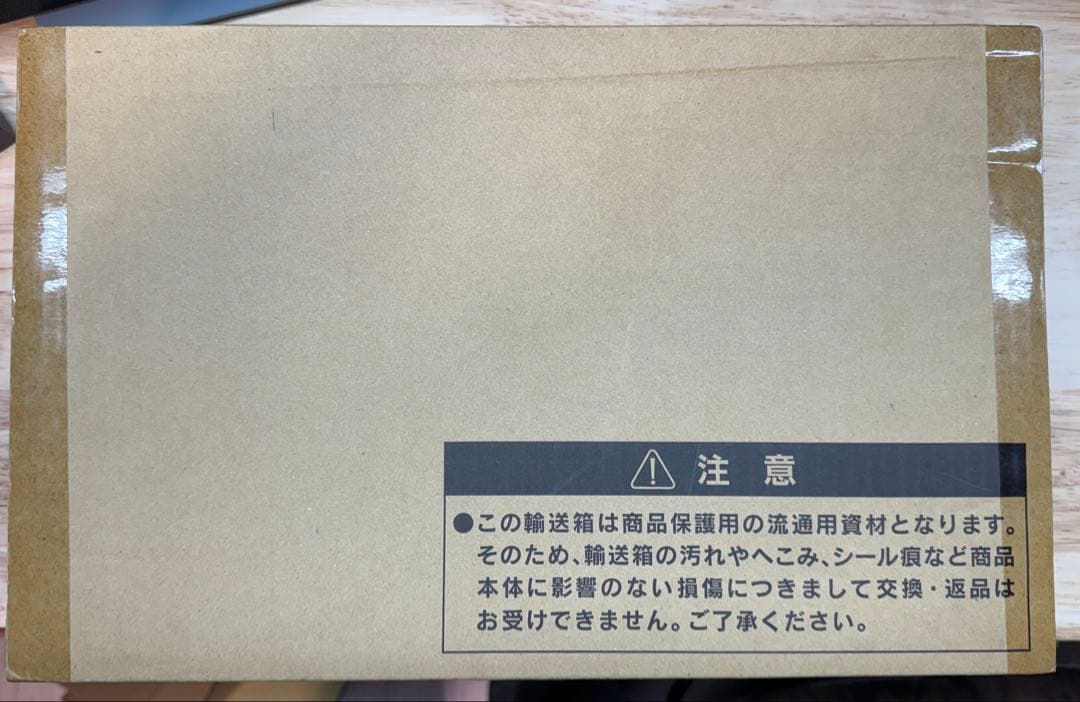 注意
●この輸送箱は商品保護用の流通用資材となります。
そのため、輸送箱の汚れやへこみ、シール痕など商品
本体に影響のない損傷につきまして交換・返品は
お受けできません。ご了承ください。